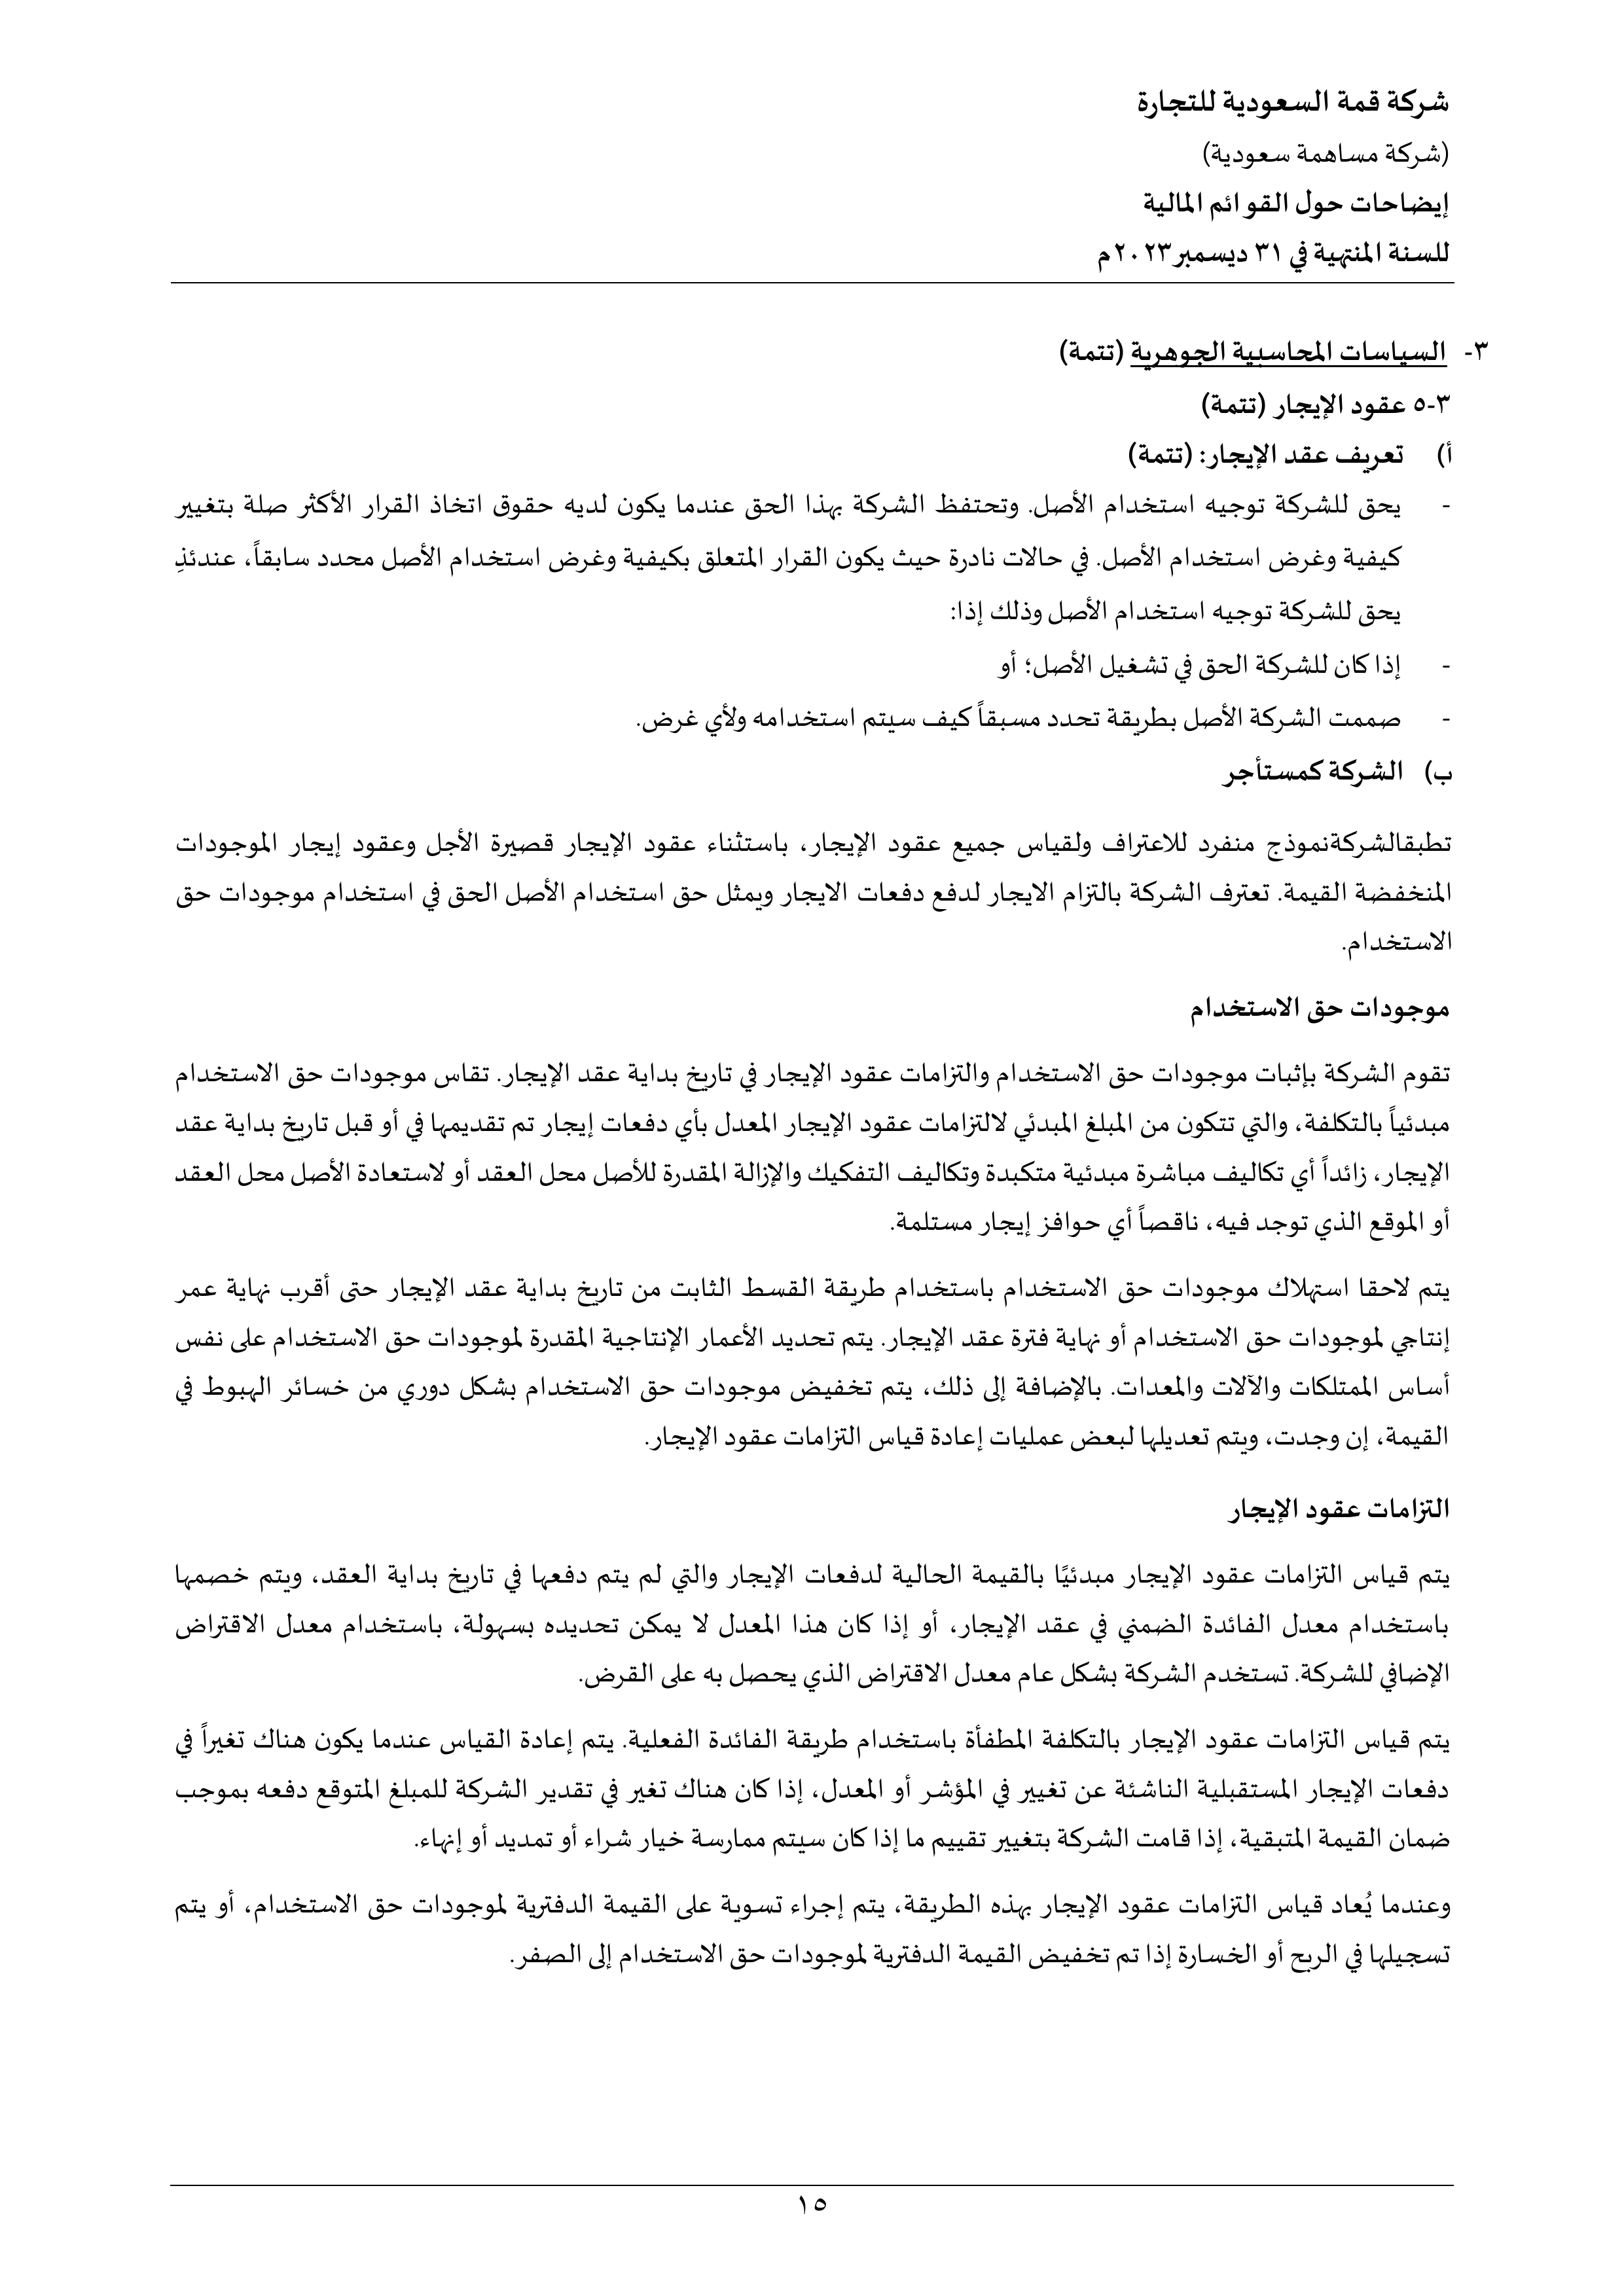 شركة قمة السعودية للتجارة
(شركة مساهمة سعودية)
إيضاحات حول القوائم المالية
للسنة المنتهية في ٣١ ديسمبر ٢٠٢٣م
٣- السياسات المحاسبية الجوهرية (تتمة)
٣-٥ عقود الإيجار (تتمة)
أ) تعريف عقد الإيجار: (تتمة)
- يحق للشركة توجيه استخدام الأصل. وتحتفظ الشركة بهذا الحق عندما يكون لديه حقوق اتخاذ القرار الأكثر صلة بتغيير
كيفية وغرض استخدام الأصل. في حالات نادرة حيث يكون القرار المتعلق بكيفية وغرض استخدام الأصل محدد سابقاً، عندئذِ
يحق للشركة توجيه استخدام الأصل وذلك إذا:
- إذا كان للشركة الحق في تشغيل الأصل؛ أو
- صممت الشركة الأصل بطريقة تحدد مسبقاً كيف سيتم استخدامه ولأي غرض.
ب) الشركة كمستأجر
تطبقالشركةنموذج منفرد للاعتراف ولقياس جميع عقود الإيجار، باستثناء عقود الإيجار قصيرة الأجل وعقود إيجار الموجودات
المنخفضة القيمة. تعترف الشركة بالتزام الايجار لدفع دفعات الايجار ويمثل حق استخدام الأصل الحق في استخدام موجودات حق
الاستخدام.
موجودات حق الاستخدام
تقوم الشركة بإثبات موجودات حق الاستخدام والتزامات عقود الإيجار في تاريخ بداية عقد الإيجار. تقاس موجودات حق الاستخدام
مبدئياً بالتكلفة، والتي تتكون من المبلغ المبدئي لالتزامات عقود الإيجار المعدل بأي دفعات إيجار تم تقديمها في أو قبل تاريخ بداية عقد
الإيجار، زائداً أي تكاليف مباشرة مبدئية متكبدة وتكاليف التفكيك والإزالة المقدرة للأصل محل العقد أو لاستعادة الأصل محل العقد
أو الموقع الذي توجد فيه، ناقصاً أي حوافز إيجار مستلمة.
يتم لاحقا استهلاك موجودات حق الاستخدام باستخدام طريقة القسط الثابت من تاريخ بداية عقد الإيجار حتى أقرب نهاية عمر
إنتاجي لموجودات حق الاستخدام أو نهاية فترة عقد الإيجار. يتم تحديد الأعمار الإنتاجية المقدرة لموجودات حق الاستخدام على نفس
أساس الممتلكات والآلات والمعدات. بالإضافة إلى ذلك، يتم تخفيض موجودات حق الاستخدام بشكل دوري من خسائر الهبوط في
القيمة، إن وجدت، ويتم تعديلها لبعض عمليات إعادة قياس التزامات عقود الإيجار.
التزامات عقود الإيجار
يتم قياس التزامات عقود الإيجار مبدئيًا بالقيمة الحالية لدفعات الإيجار والتي لم يتم دفعها في تاريخ بداية العقد، ويتم خصمها
باستخدام معدل الفائدة الضمني في عقد الإيجار، أو إذا كان هذا المعدل لا يمكن تحديده بسهولة، باستخدام معدل الاقتراض
الإضافي للشركة. تستخدم الشركة بشكل عام معدل الاقتراض الذي يحصل به على القرض.
يتم قياس التزامات عقود الإيجار بالتكلفة المطفأة باستخدام طريقة الفائدة الفعلية. يتم إعادة القياس عندما يكون هناك تغيراً في
دفعات الإيجار المستقبلية الناشئة عن تغيير في المؤشر أو المعدل، إذا كان هناك تغير في تقدير الشركة للمبلغ المتوقع دفعه بموجب
ضمان القيمة المتبقية، إذا قامت الشركة بتغيير تقييم ما إذا كان سيتم ممارسة خيار شراء أو تمديد أو إنهاء.
وعندما يُعاد قياس التزامات عقود الإيجار بهذه الطريقة، يتم إجراء تسوية على القيمة الدفترية لموجودات حق الاستخدام، أو يتم
تسجيلها في الربح أو الخسارة إذا تم تخفيض القيمة الدفترية لموجودات حق الاستخدام إلى الصفر.
١٥